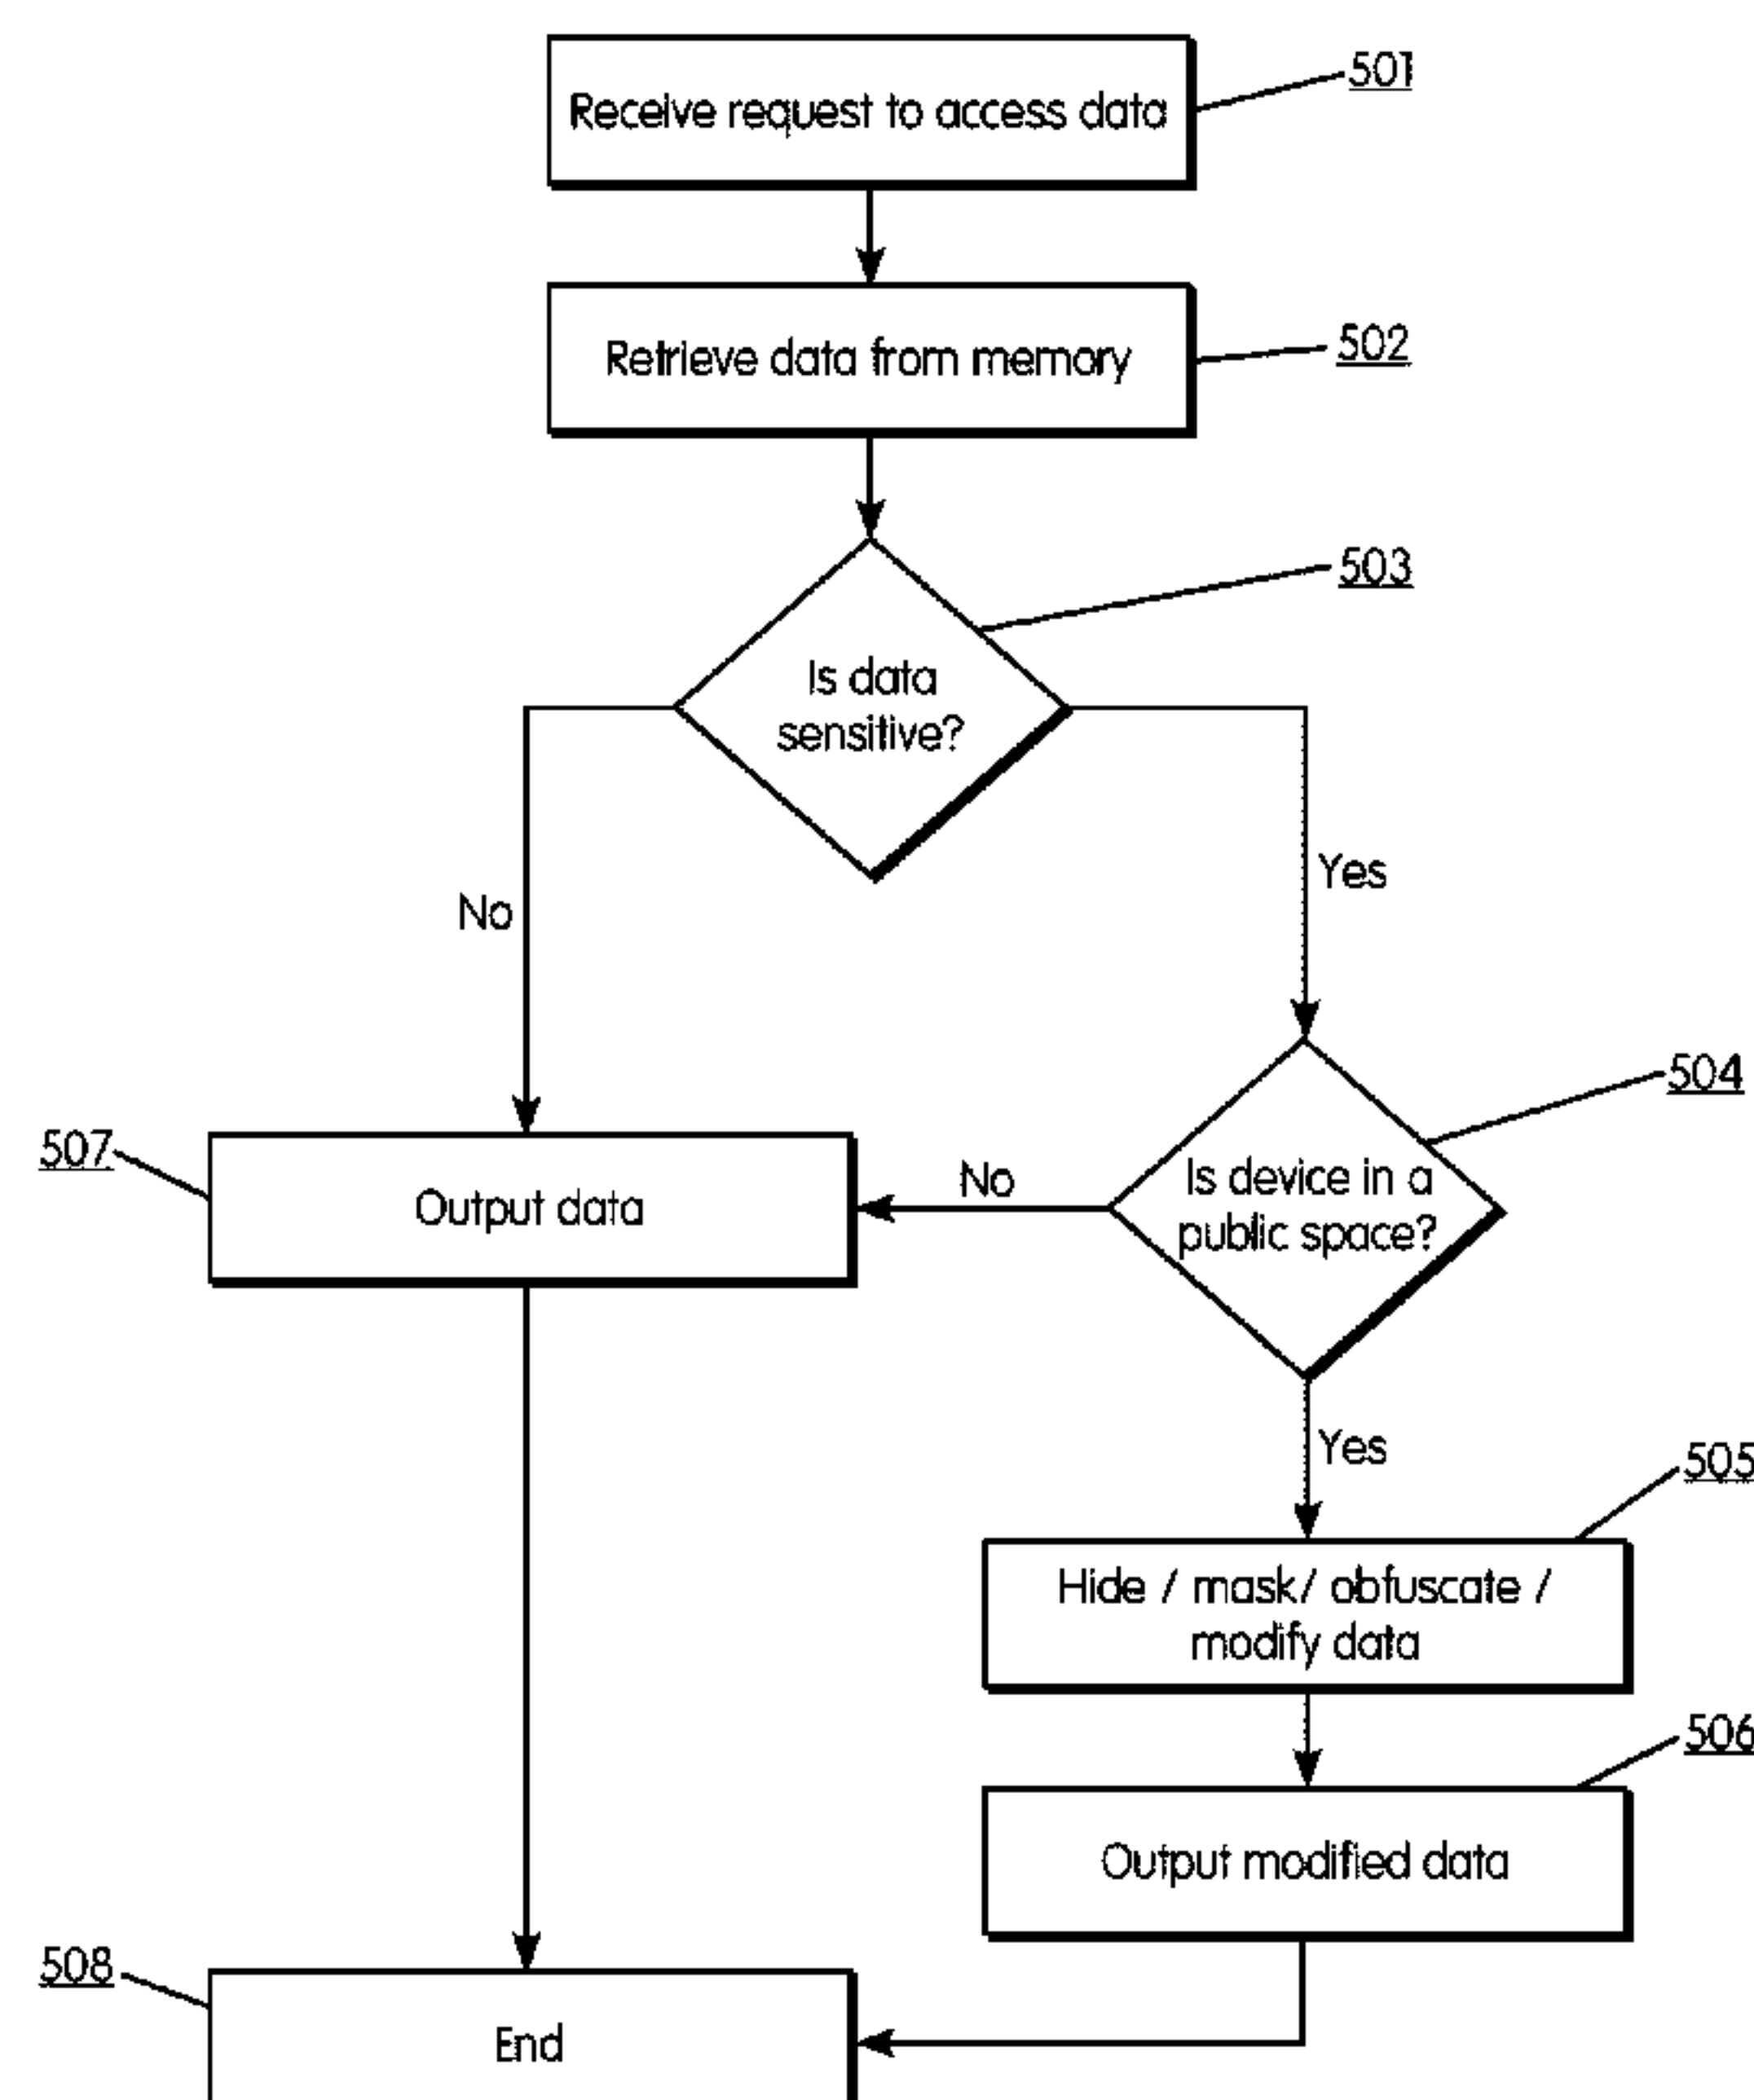 501
Receive request to access data
502
Retrieve data from memory
503
Is data
sensitive?
Yes
No
504
507
Is device in a
public space?
No
Output data
Yes
505
Hide / mask/ obfuscate /
modify data
506
Output modified data
508
End